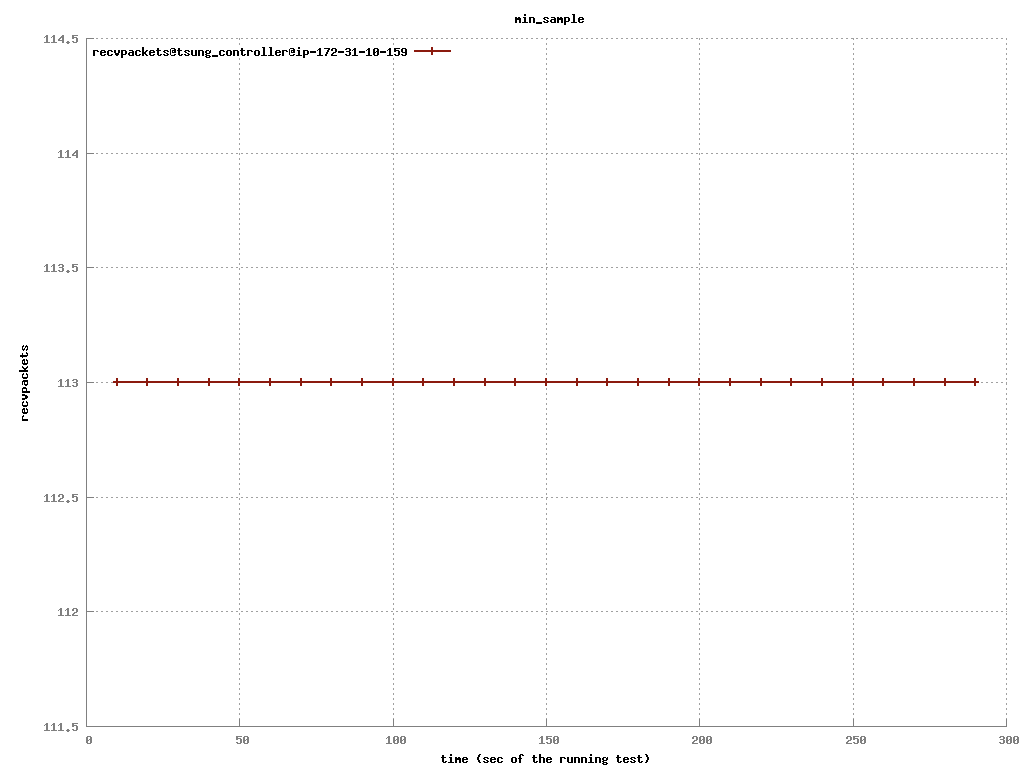 min_sample
114.5
recvpackets@tsung_controller@ip-172-31-10-159
114
113.5
recvpackets
113
112.5
112
111.5
0 50 100 150 200 250 300
time (sec of the running test)